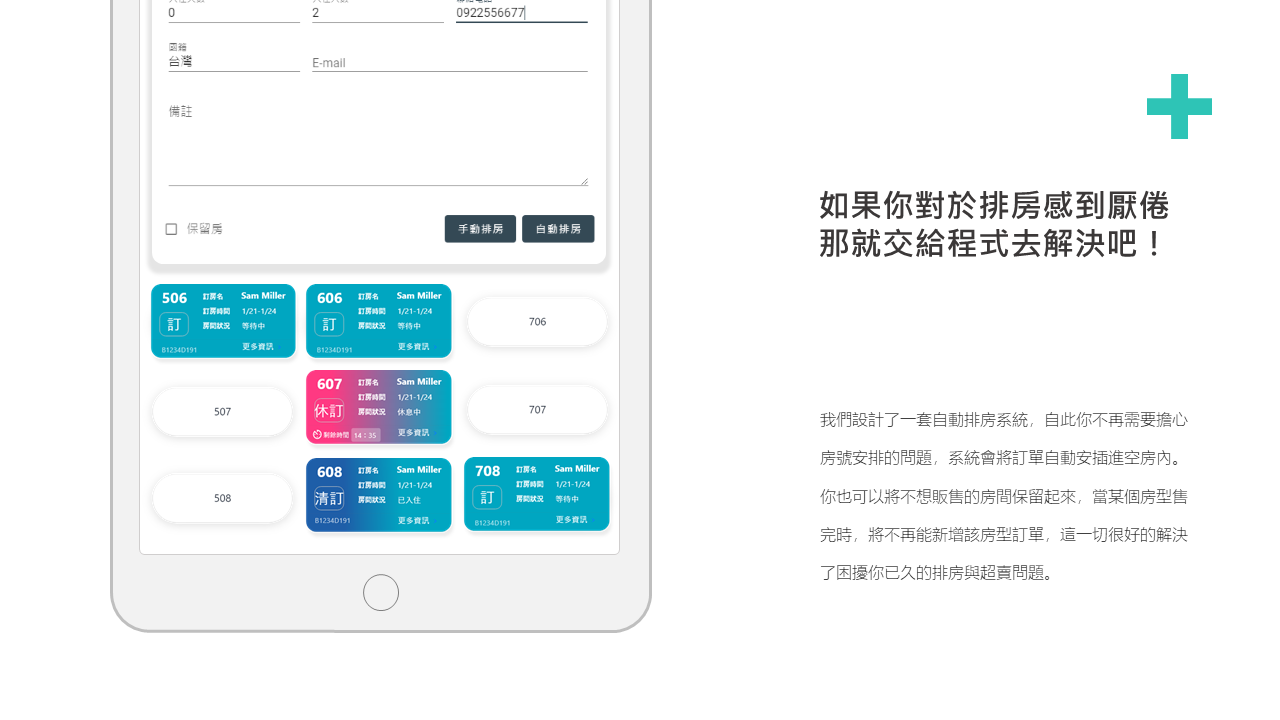 0
2
0922556677
國籍
台灣
E-mail
備註
保留房
手動排房
自動排房
506
訂房名
Sam Miller
訂房時間
1/21-1/24
訂
房間狀況
等待中
更多資訊
B1234D191
606
訂房名
Sam Miller
訂房時間
1/21-1/24
訂
房間狀況
等待中
更多資訊
B1234D191
706
507
607
訂房名
Sam Miller
訂房時間
1/21-1/24
休訂
房間狀況
休息中
剩餘時間
14：35
更多資訊
707
508
608
訂房名
Sam Miller
訂房時間
1/21-1/24
清訂
房間狀況
已入住
更多資訊
B1234D191
708
訂房名
Sam Miller
訂房時間
1/21-1/24
訂
房間狀況
等待中
更多資訊
B1234D191
如果你對於排房感到厭倦
那就交給程式去解決吧！
我們設計了一套自動排房系統，自此你不再需要擔心
房號安排的問題，系統會將訂單自動安插進空房內。
你也可以將不想販售的房間保留起來，當某個房型售
完時，將不再能新增該房型訂單，這一切很好的解決
了困擾你已久的排房與超賣問題。